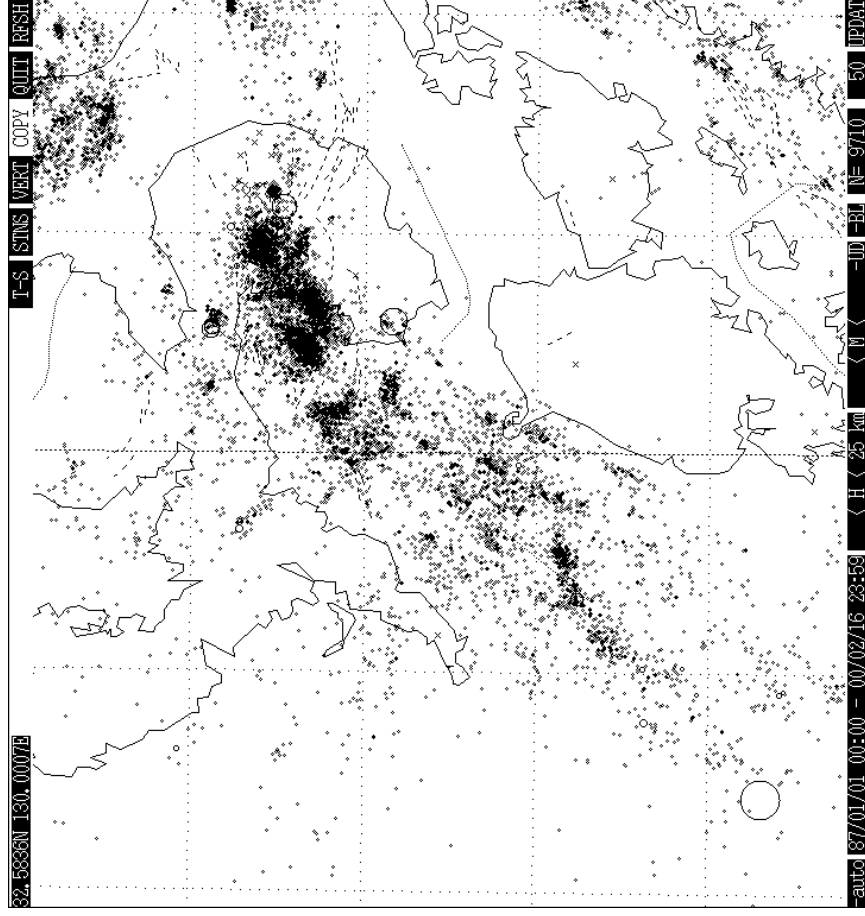 32.5836N 130.0007E
T-S STNS VERT COPY QUIT RFSH
-auto 87/01/01 00:00 - 00/02/16 23:59
< H / 25 km
M <
-UD -BL N= 9710
50 UPDAT